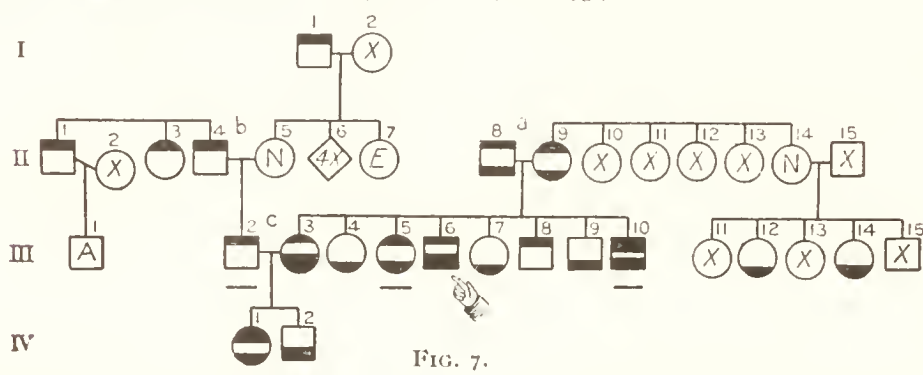 I
1 2
X
1 2 3 4 b 5 6 7 8 a 9 10 11 12 13 14 15
II
X N 4X E X X X X N X
1 2 c 3 4 5 6 7 8 9 10 11 12 13 14 15
III
A X X X
IV
1 2
FIG. 7.